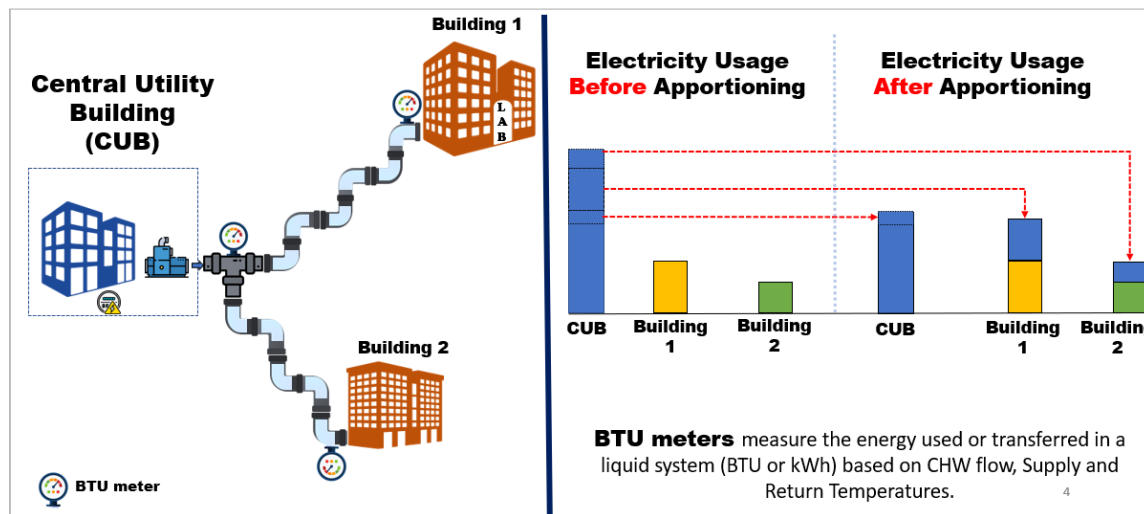 Building 1
Central Utility
Building
(CUB)
L
A
B
Building 2
BTU meter
Electricity Usage
Before Apportioning
Electricity Usage
After Apportioning
CUB
Building
1
Building
2
CUB
Building
1
Building
2
BTU meters measure the energy used or transferred in a
liquid system (BTU or kWh) based on CHW flow, Supply and
Return Temperatures.
4